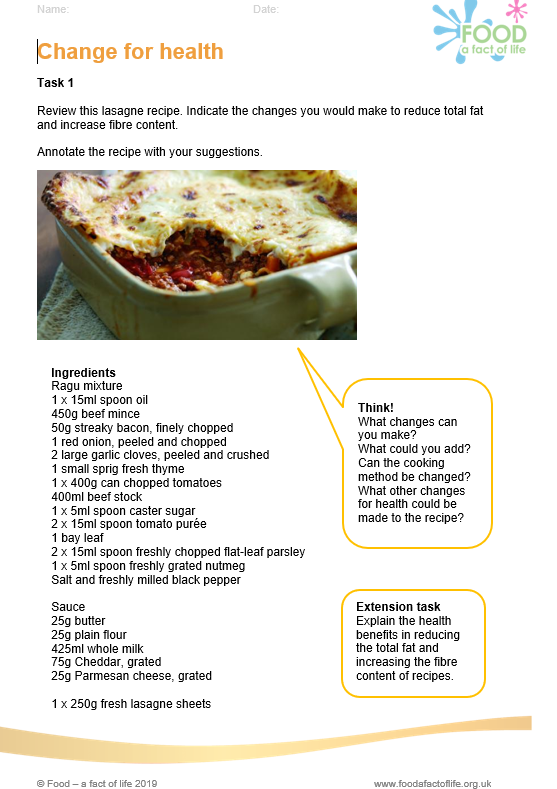 Name:
Date:
FOOD
a fact of life
Change for health
Task 1
Review this lasagne recipe. Indicate the changes you would make to reduce total fat
and increase fibre content.
Annotate the recipe with your suggestions.
Ingredients
Ragu mixture
1 x 15ml spoon oil
450g beef mince
50g streaky bacon, finely chopped
1 red onion, peeled and chopped
2 large garlic cloves, peeled and crushed
1 small sprig fresh thyme
1 x 400g can chopped tomatoes
400ml beef stock
1 x 5ml spoon caster sugar
2 x 15ml spoon tomato purée
1 bay leaf
2 x 15ml spoon freshly chopped flat-leaf parsley
1 x 5ml spoon freshly grated nutmeg
Salt and freshly milled black pepper
Sauce
25g butter
25g plain flour
425ml whole milk
75g Cheddar, grated
25g Parmesan cheese, grated
1 x 250g fresh lasagne sheets
Think!
What changes can
you make?
What could you add?
Can the cooking
method be changed?
What other changes
for health could be
made to the recipe?
Extension task
Explain the health
benefits in reducing
the total fat and
increasing the fibre
content of recipes.
© Food – a fact of life 2019
www.foodafactoflife.org.uk